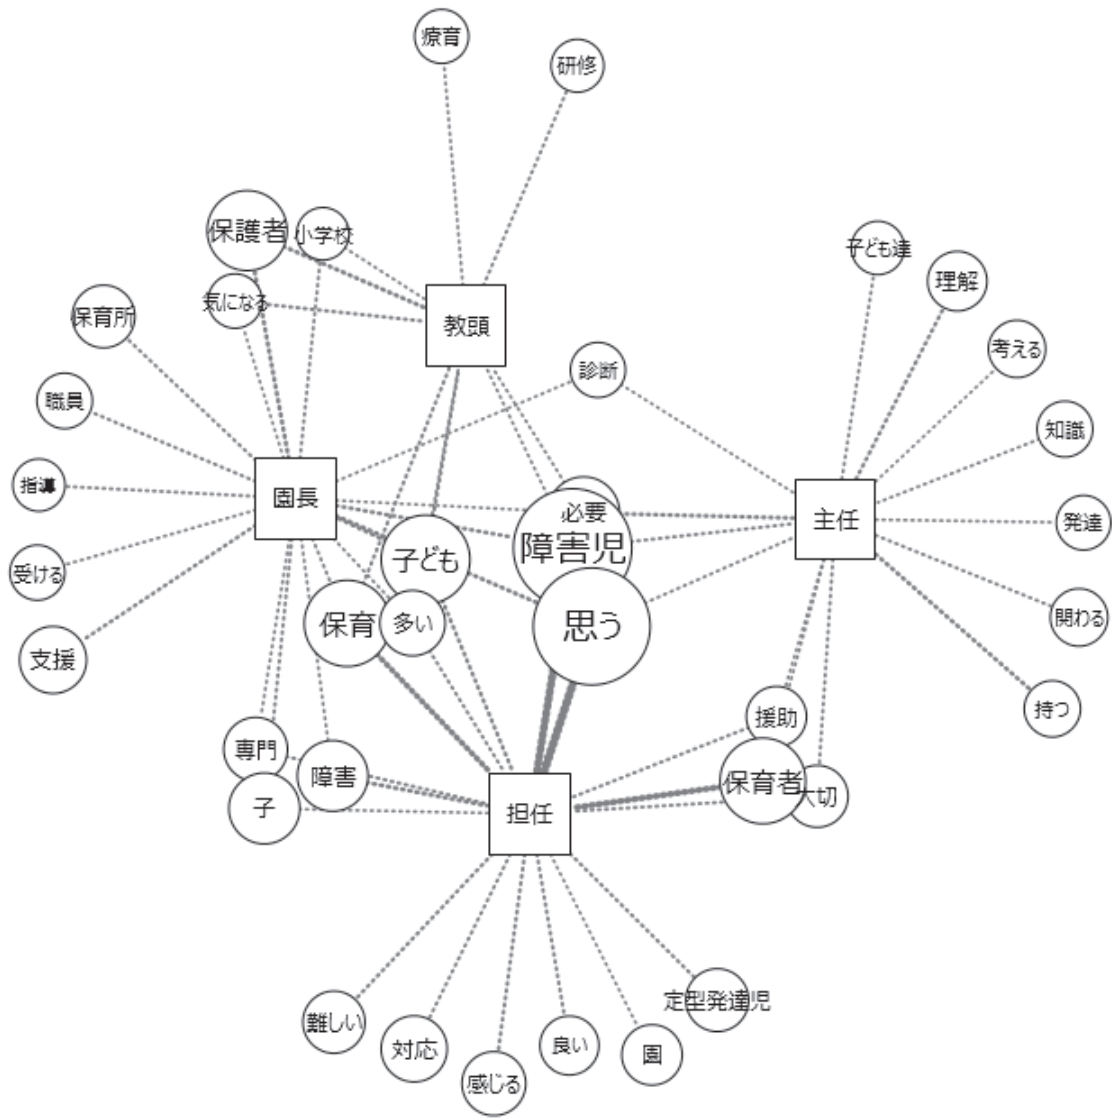 療育
研修
保護者
小学校
子ども達
理解
気になる
保育所
教頭
考える
診断
職員
知識
指導
園長
必要
主任
発達
障害児
子ども
受ける
保育
多い
思う
関わる
支援
持つ
援助
専門
障害
保育者
大切
子
担任
定型発達児
難しい
対応
良い
園
感じる